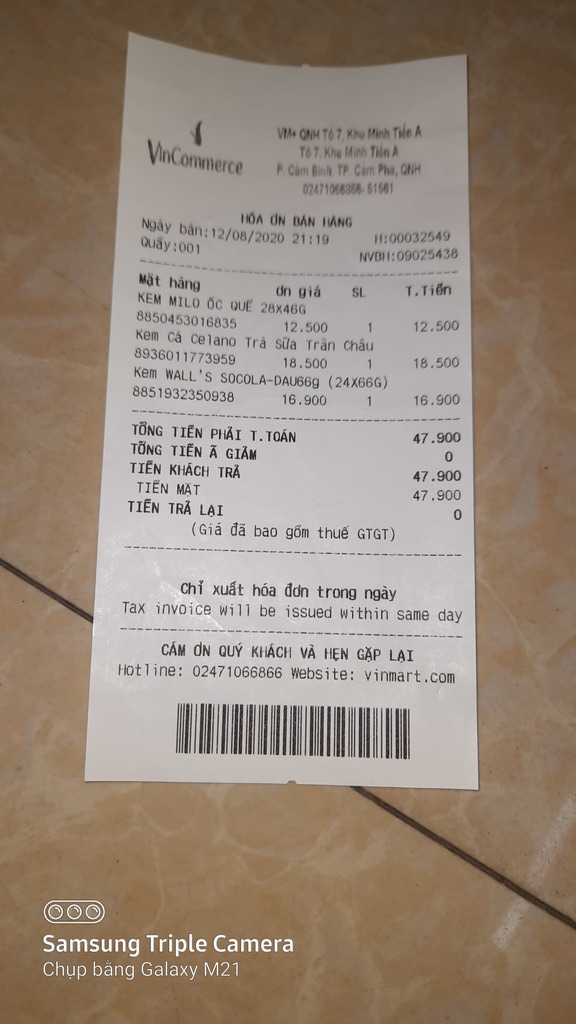 VinCommerce
VM+ QNH Tổ 7, Khu Minh Tiến A
Tổ 7, Khu Minh Tiến A
P. Cẩm Bình, TP. Cẩm Phả, QNH
02471066866- 51561
HÓA ƠN BÁN HÀNG
Ngày bán:12/08/2020 21:19 H:00032549
Quầy:001 NVBH:09025438
Mặt hàng ơn giá SL T.Tiền
KEM MILO ỐC QUẾ 28X46G
8850453016835 12.500 1 12.500
Kem Cá Celano Trà Sữa Trân Châu
8936011773959 18.500 1 18.500
Kem WALL'S SOCOLA-DAU66g (24X66G)
8851932350938 16.900 1 16.900
TỔNG TIỀN PHẢI T.TOÁN 47.900
TỔNG TIỀN Ã GIẢM 0
TIỀN KHÁCH TRẢ 47.900
TIỀN MẶT 47.900
TIỀN TRẢ LẠI 0
(Giá đã bao gồm thuế GTGT)
Chỉ xuất hóa đơn trong ngày
Tax invoice will be issued within same day
CẢM ƠN QUÝ KHÁCH VÀ HẸN GẶP LẠI
Hotline: 02471066866 Website: vinmart.com
Samsung Triple Camera
Chụp bằng Galaxy M21